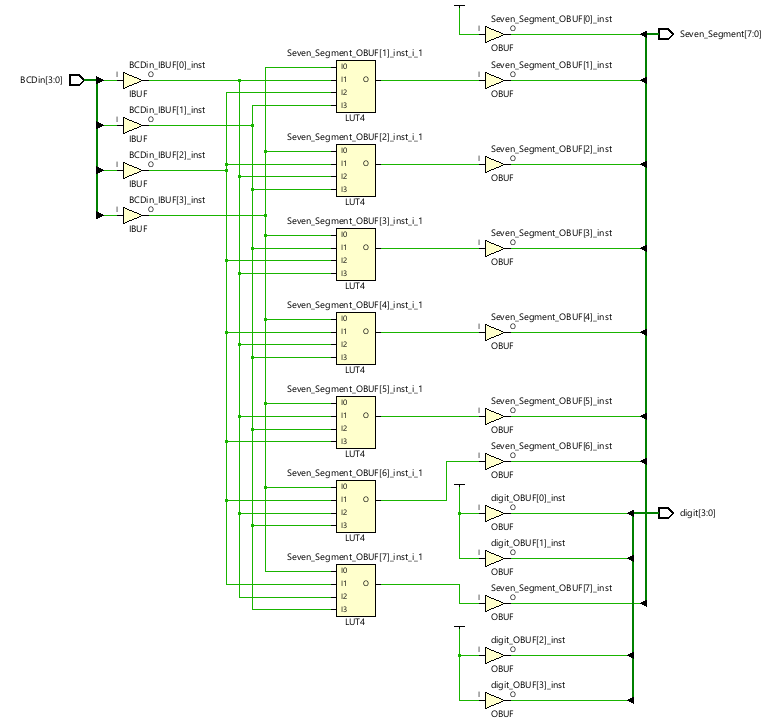 Seven_Segment_OBUF[0]_inst
I O
OBUF
Seven_Segment[7:0]
BCDin[3:0]
BCDin_IBUF[0]_inst
I O
IBUF
BCDin_IBUF[1]_inst
I O
IBUF
BCDin_IBUF[2]_inst
I O
IBUF
BCDin_IBUF[3]_inst
I O
IBUF
Seven_Segment_OBUF[1]_inst_i_1
I0
I1 O
I2
I3
LUT4
Seven_Segment_OBUF[1]_inst
I O
OBUF
Seven_Segment_OBUF[2]_inst_i_1
I0
I1 O
I2
I3
LUT4
Seven_Segment_OBUF[2]_inst
I O
OBUF
Seven_Segment_OBUF[3]_inst_i_1
I0
I1 O
I2
I3
LUT4
Seven_Segment_OBUF[3]_inst
I O
OBUF
Seven_Segment_OBUF[4]_inst_i_1
I0
I1 O
I2
I3
LUT4
Seven_Segment_OBUF[4]_inst
I O
OBUF
Seven_Segment_OBUF[5]_inst_i_1
I0
I1 O
I2
I3
LUT4
Seven_Segment_OBUF[5]_inst
I O
OBUF
Seven_Segment_OBUF[6]_inst_i_1
I0
I1 O
I2
I3
LUT4
Seven_Segment_OBUF[6]_inst
I O
OBUF
digit_OBUF[0]_inst
I O
OBUF
digit[3:0]
digit_OBUF[1]_inst
I O
OBUF
Seven_Segment_OBUF[7]_inst_i_1
I0
I1 O
I2
I3
LUT4
Seven_Segment_OBUF[7]_inst
I O
OBUF
digit_OBUF[2]_inst
I O
OBUF
digit_OBUF[3]_inst
I O
OBUF